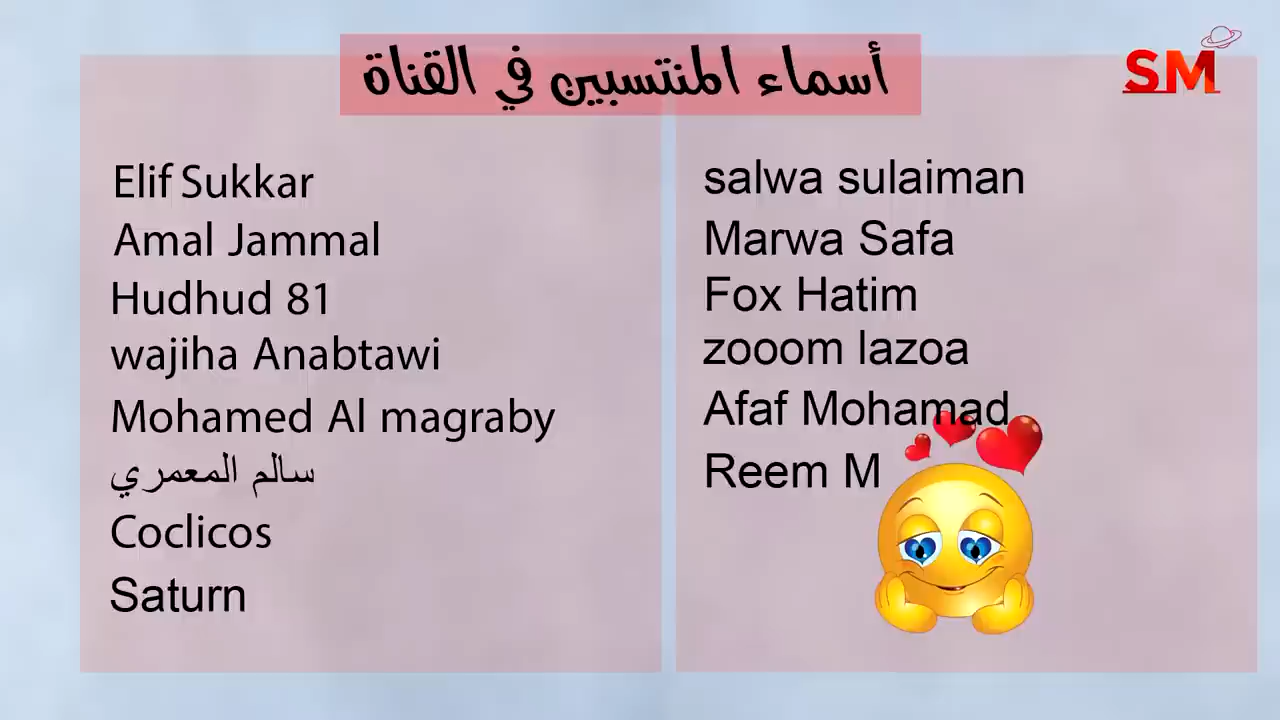 أسماء المنتسبين في القناة
SM
Elif Sukkar
Amal Jammal
Hudhud 81
wajiha Anabtawi
Mohamed Al magraby
سالم المعمري
Coclicos
Saturn
salwa sulaiman
Marwa Safa
Fox Hatim
zooom lazoa
Afaf Mohamad
Reem M